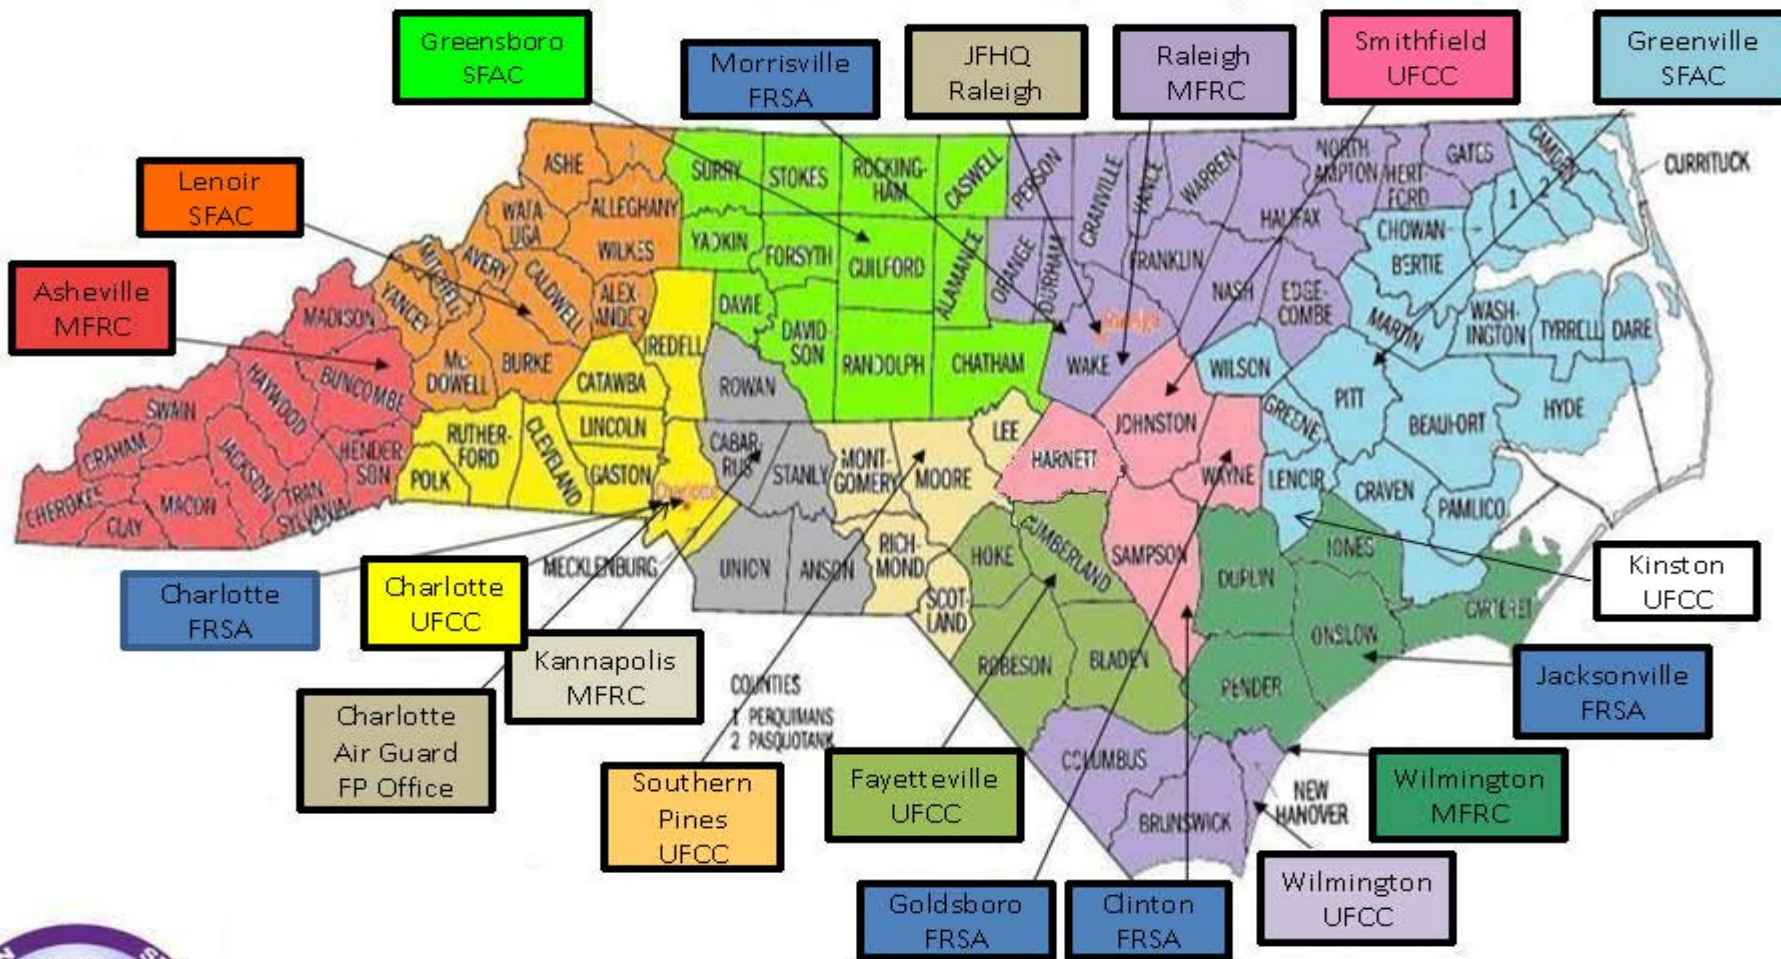 Greensboro
SFAC
Morrisville
FRSA
JFHQ
Raleigh
Raleigh
MFRC
Smithfield
UFCC
Greenville
SFAC
Lenoir
SFAC
Asheville
MFRC
ASHE
SURRY
STOKES
ROCKING-
HAM
CASWELL
PERSON
GRANVILLE
VANCE
WARREN
NORTH
AMPTON
HERT
FORD
GATES
CAMDEN
CURRITUCK
1
2
WATA
UGA
ALLEGHANY
WILKES
YADKIN
FORSYTH
GUILFORD
ALAMANCE
ORANGE
DURHAM
FRANKLIN
HALIFAX
CHOWAN
BERTIE
MITCHELL
AVERY
YANCEY
CALDWELL
ALEX-
ANDER
IREDELL
DAVIE
DAVID-
SON
RANDOLPH
CHATHAM
WAKE
Raleigh
NASH
EDGE-
COMBE
MARTIN
WASH-
INGTON
TYRRELL
DARE
MADISON
Mc-
DOWELL
BURKE
CATAWBA
ROWAN
WILSON
PITT
HYDE
BUNCOMBE
HAYWOOD
SWAIN
GRAHAM
JACKSON
HENDER
SON
RUTHER-
FORD
CLEVELAND
LINCOLN
GASTON
CABAR-
RUS
STANLY
MONT-
GOMERY
MOORE
LEE
HARNETT
JOHNSTON
WAYNE
GREENE
LENCIR
BEAUFORT
CRAVEN
PAMLICO
CHEROKEE
CLAY
MACON
TRAN
SYLVANIA
POLK
Charlotte
MECKLENBURG
UNION
ANSON
RICH-
MOND
SCOT-
LAND
HOKE
CUMBERLAND
SAMPSON
DUPLIN
JONES
CARTERET
ONSLOW
ROBESON
BLADEN
PENDER
COLUMBUS
BRUNSWICK
NEW
HANOVER
Charlotte
FRSA
Charlotte
UFCC
Kannapolis
MFRC
Charlotte
Air Guard
FP Office
COUNTIES
1 PERQUIMANS
2 PASQUOTANK
Southern
Pines
UFCC
Fayetteville
UFCC
Kinston
UFCC
Jacksonville
FRSA
Wilmington
MFRC
Wilmington
UFCC
Goldsboro
FRSA
Clinton
FRSA